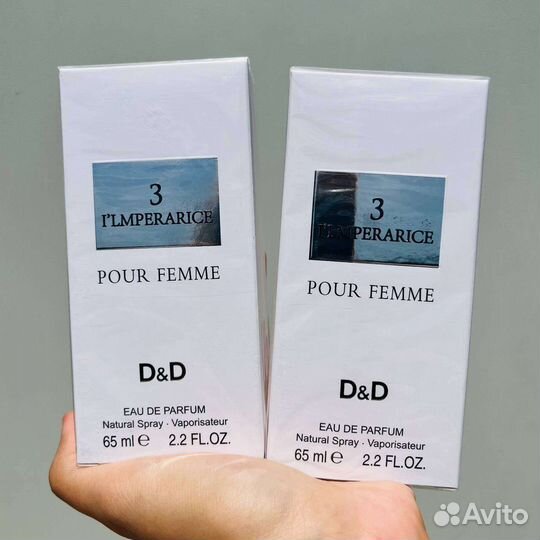 3
I'LMPERARICE
POUR FEMME
D&D
EAU DE PARFUM
Natural Spray · Vaporisateur
65 ml e 2.2 FL.OZ.
3
I'LMPERARICE
POUR FEMME
D&D
EAU DE PARFUM
Natural Spray · Vaporisateur
65 ml e 2.2 FL.OZ.
Avito